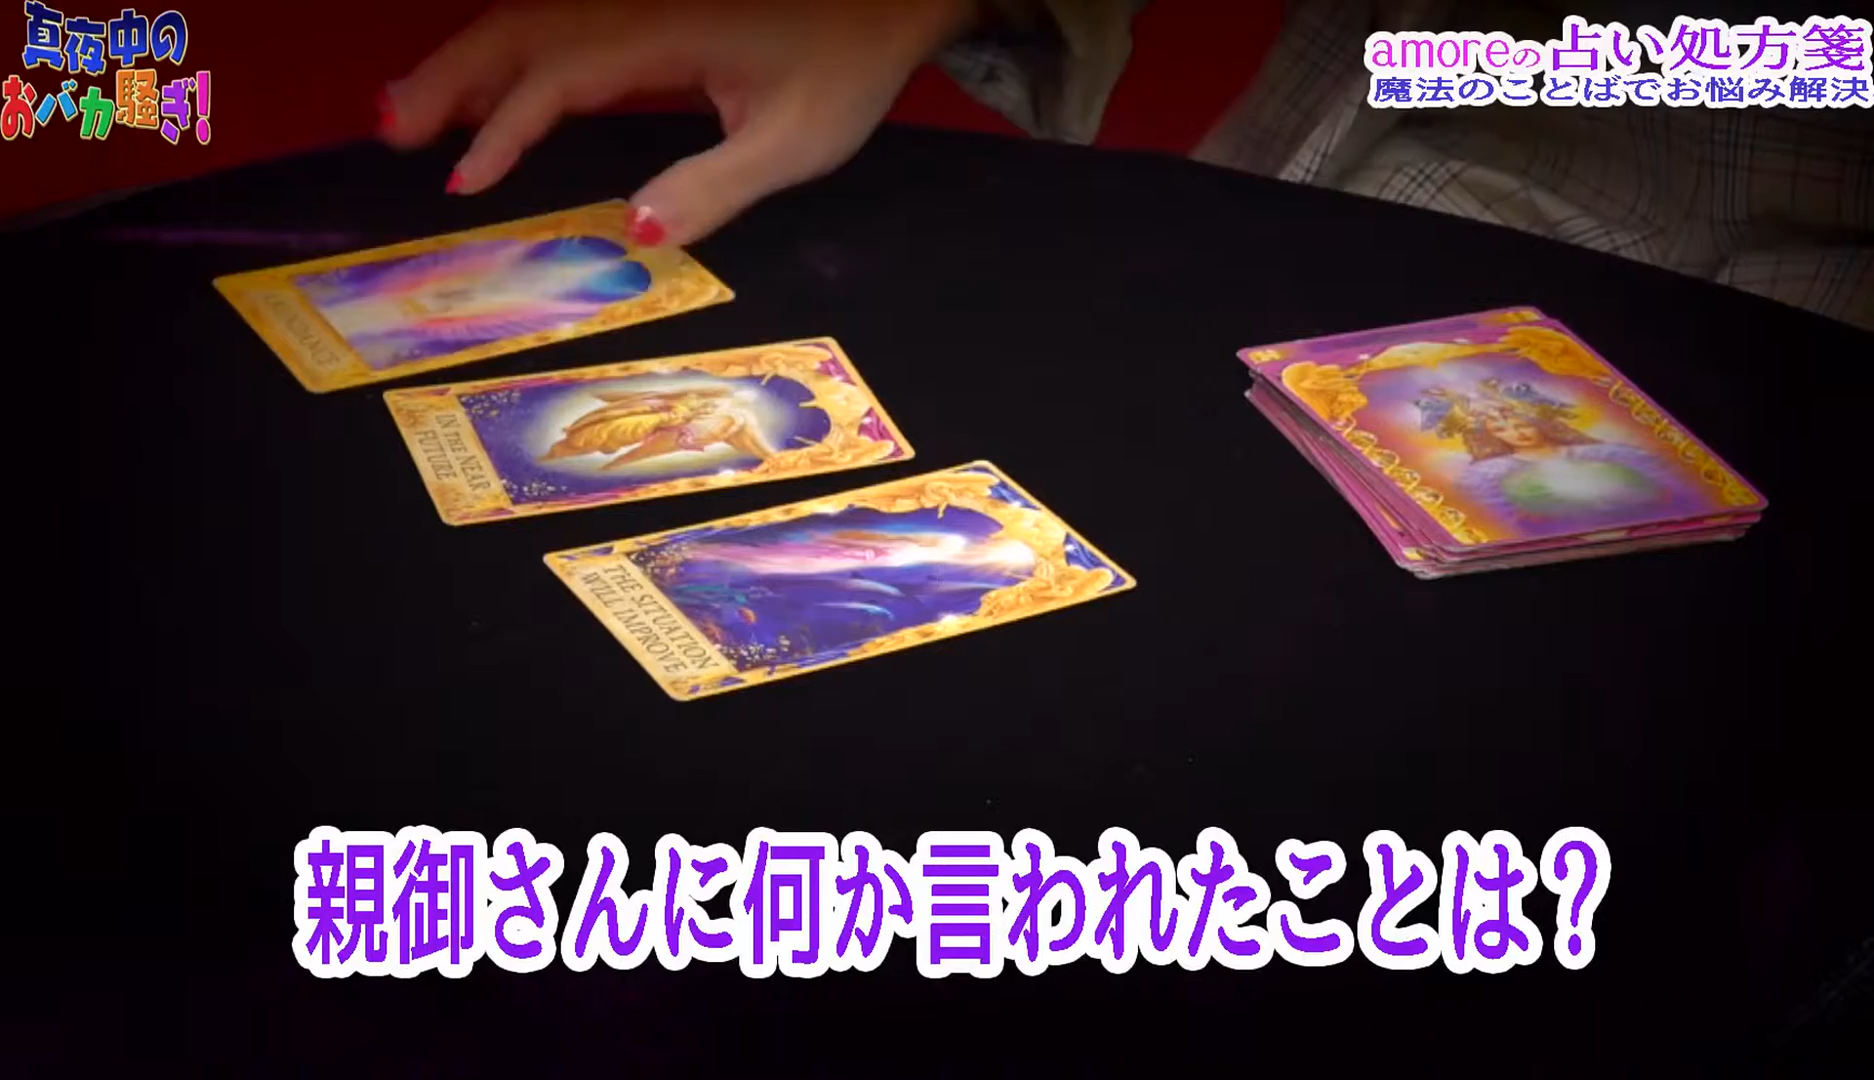 真夜中の
おバカ騒ぎ!
amoreの占い処方箋
魔法のことばでお悩み解決
ABUNDANCE
IN THE NEAR
FUTURE
THE SITUATION
WILL IMPROVE
親御さんに何か言われたことは?